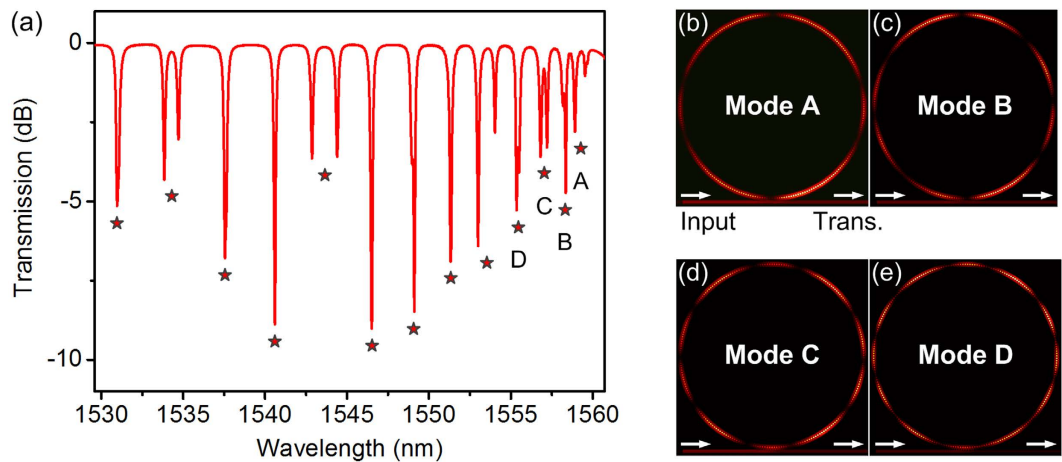 (a)
0
-5
-10
Transmission (dB)
A
C
B
D
1530 1535 1540 1545 1550 1555 1560
Wavelength (nm)
(b)
Mode A
(c)
Mode B
Input
Trans.
(d)
Mode C
(e)
Mode D